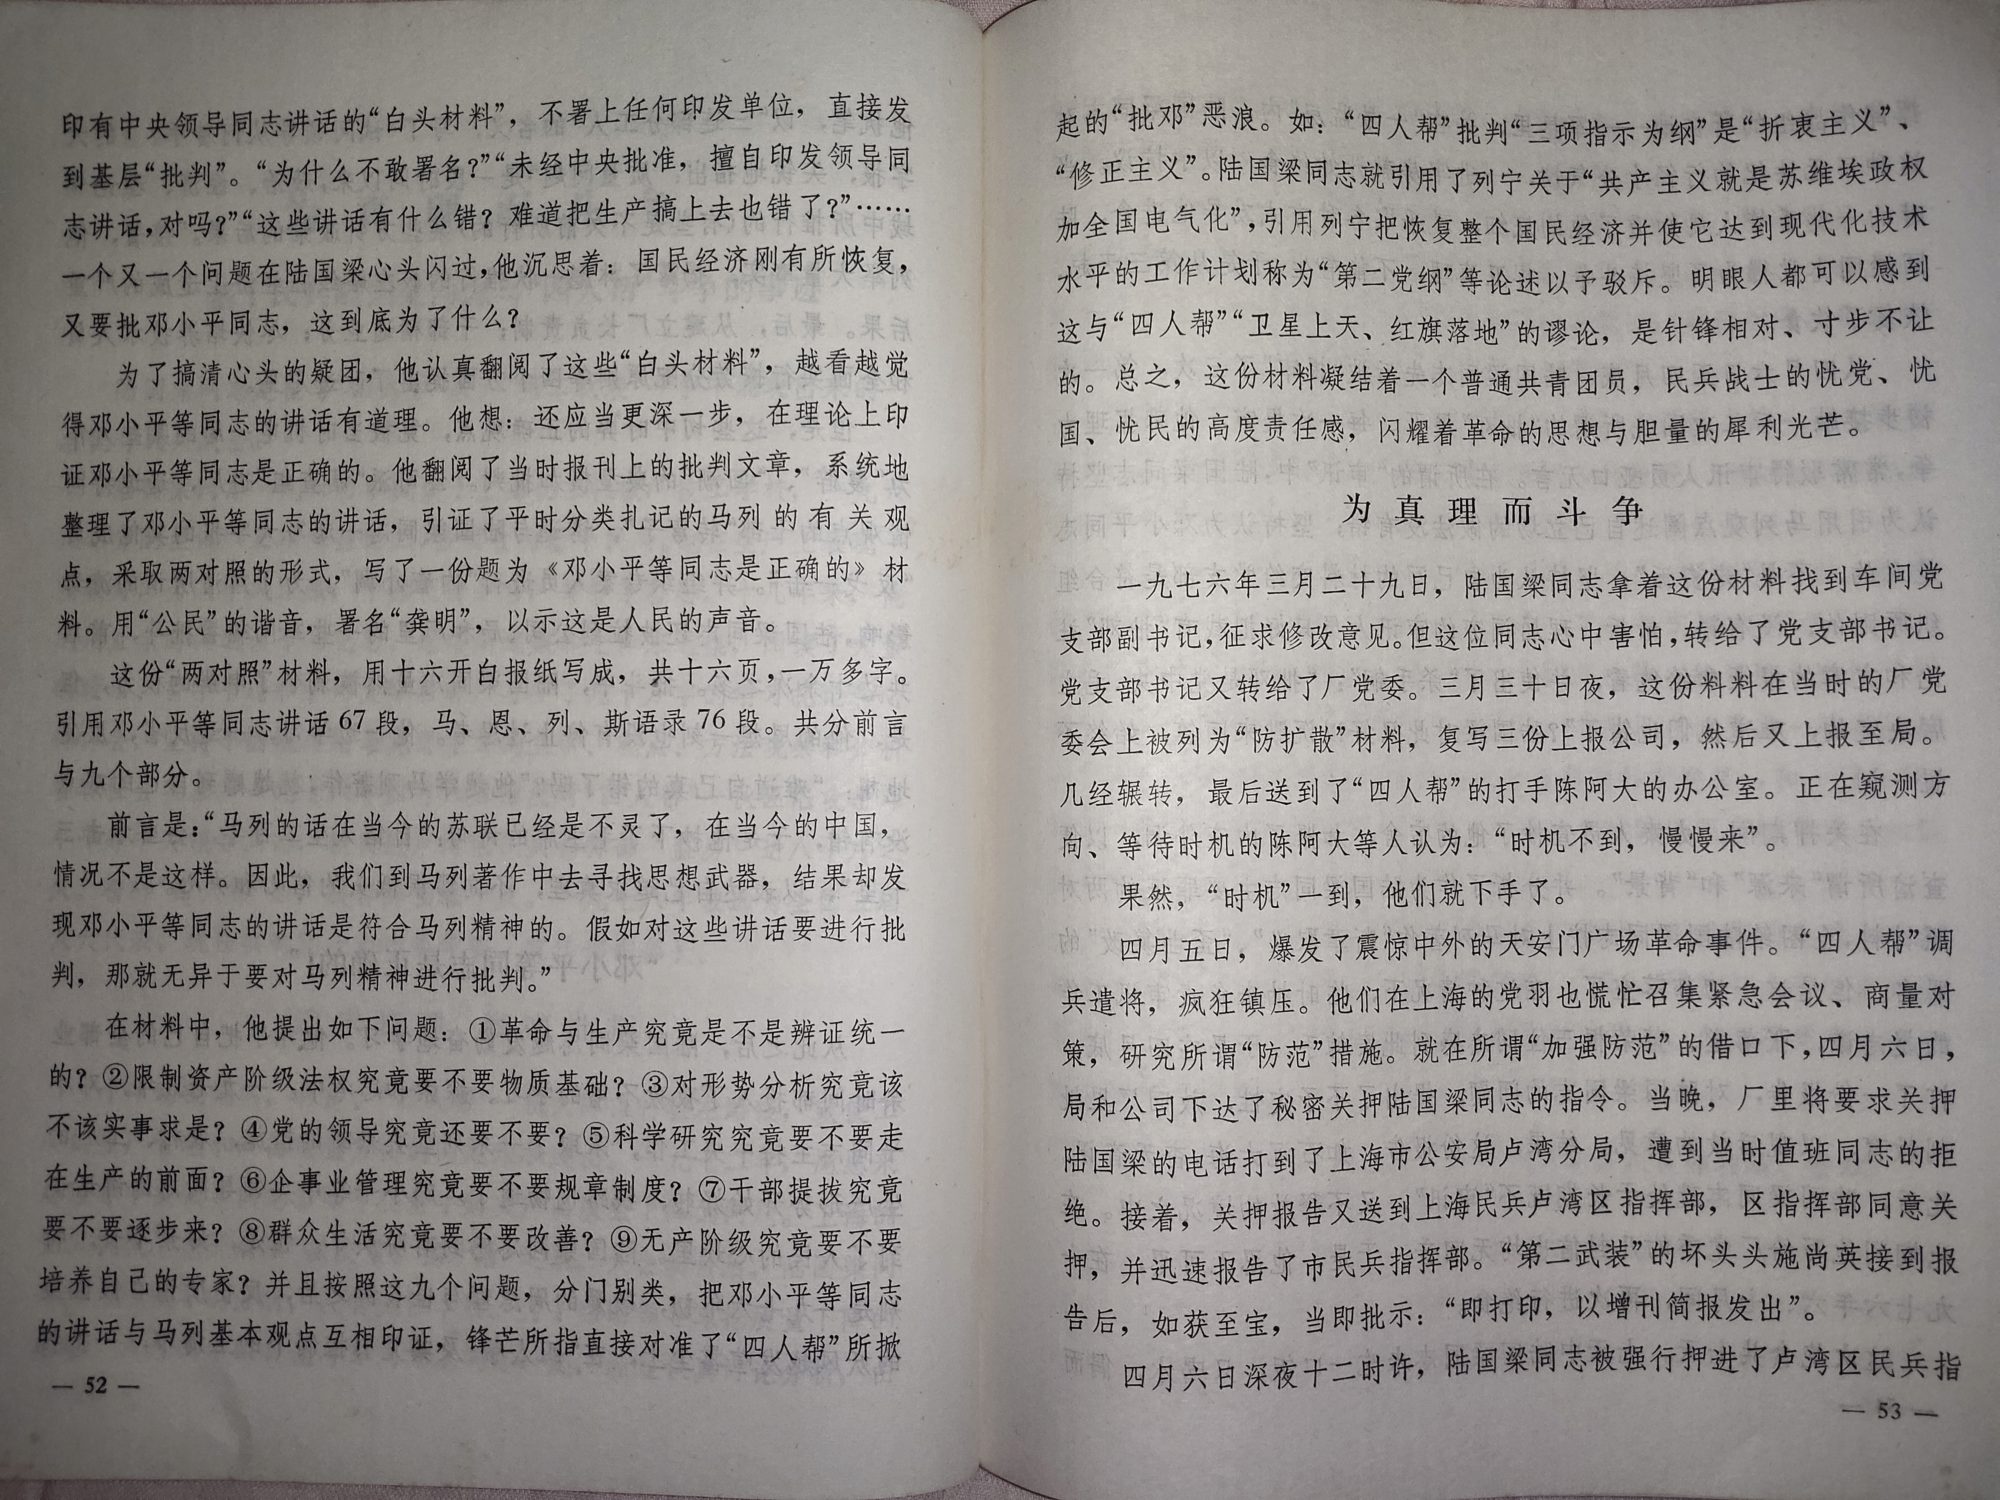 印有中央领导同志讲话的“白头材料”，不署上任何印发单位，直接发
到基层“批判”。“为什么不敢署名？”“未经中央批准，擅自印发领导同
志讲话，对吗？”“这些讲话有什么错？难道把生产搞上去也错了？”……
一个又一个问题在陆国梁心头闪过，他沉思着：国民经济刚有所恢复，
又要批邓小平同志，这到底为了什么？
为了搞清心头的疑团，他认真翻阅了这些“白头材料”，越看越觉
得邓小平等同志的讲话有道理。他想：还应当更深一步，在理论上印
证邓小平等同志是正确的。他翻阅了当时报刊上的批判文章，系统地
整理了邓小平等同志的讲话，引证了平时分类扎记的马列的有关观
点，采取两对照的形式，写了一份题为《邓小平等同志是正确的》材
料。用“公民”的谐音，署名“龚明”，以示这是人民的声音。
这份“两对照”材料，用十六开白报纸写成，共十六页，一万多字。
引用邓小平等同志讲话67段，马、恩、列、斯语录76段。共分前言
与九个部分。
前言是：“马列的话在当今的苏联已经是不灵了，在当今的中国，
情况不是这样。因此，我们到马列著作中去寻找思想武器，结果却发
现邓小平等同志的讲话是符合马列精神的。假如对这些讲话要进行批
判，那就无异于要对马列精神进行批判。”
在材料中，他提出如下问题：①革命与生产究竟是不是辨证统一
的？②限制资产阶级法权究竟要不要物质基础？③对形势分析究竟该
不该实事求是？④党的领导究竟还要不要？⑤科学研究究竟要不要走
在生产的前面？⑥企事业管理究竟要不要规章制度？⑦干部提拔究竟
要不要逐步来？⑧群众生活究竟要不要改善？⑨无产阶级究竟要不要
培养自己的专家？并且按照这九个问题，分门别类，把邓小平等同志
的讲话与马列基本观点互相印证，锋芒所指直接对准了“四人帮”所掀
— 52 —
起的“批邓”恶浪。如：“四人帮”批判“三项指示为纲”是“折衷主义”、
“修正主义”。陆国梁同志就引用了列宁关于“共产主义就是苏维埃政权
加全国电气化”，引用列宁把恢复整个国民经济并使它达到现代化技术
水平的工作计划称为“第二党纲”等论述以予驳斥。明眼人都可以感到
这与“四人帮”“卫星上天、红旗落地”的谬论，是针锋相对、寸步不让
的。总之，这份材料凝结着一个普通共青团员，民兵战士的忧党、忧
国、忧民的高度责任感，闪耀着革命的思想与胆量的犀利光芒。
为真理而斗争
一九七六年三月二十九日，陆国梁同志拿着这份材料找到车间党
支部副书记，征求修改意见。但这位同志心中害怕，转给了党支部书记。
党支部书记又转给了厂党委。三月三十日夜，这份料料在当时的厂党
委会上被列为“防扩散”材料，复写三份上报公司，然后又上报至局。
几经辗转，最后送到了“四人帮”的打手陈阿大的办公室。正在窥测方
向、等待时机的陈阿大等人认为：“时机不到，慢慢来”。
果然，“时机”一到，他们就下手了。
四月五日，爆发了震惊中外的天安门广场革命事件。“四人帮”调
兵遣将，疯狂镇压。他们在上海的党羽也慌忙召集紧急会议、商量对
策，研究所谓“防范”措施。就在所谓“加强防范”的借口下，四月六日，
局和公司下达了秘密关押陆国梁同志的指令。当晚，厂里将要求关押
陆国梁的电话打到了上海市公安局卢湾分局，遭到当时值班同志的拒
绝。接着，关押报告又送到上海民兵卢湾区指挥部，区指挥部同意关
押，并迅速报告了市民兵指挥部。“第二武装”的坏头头施尚英接到报
告后，如获至宝，当即批示：“即打印，以增刊简报发出”。
四月六日深夜十二时许，陆国梁同志被强行押进了卢湾区民兵指
— 53 —